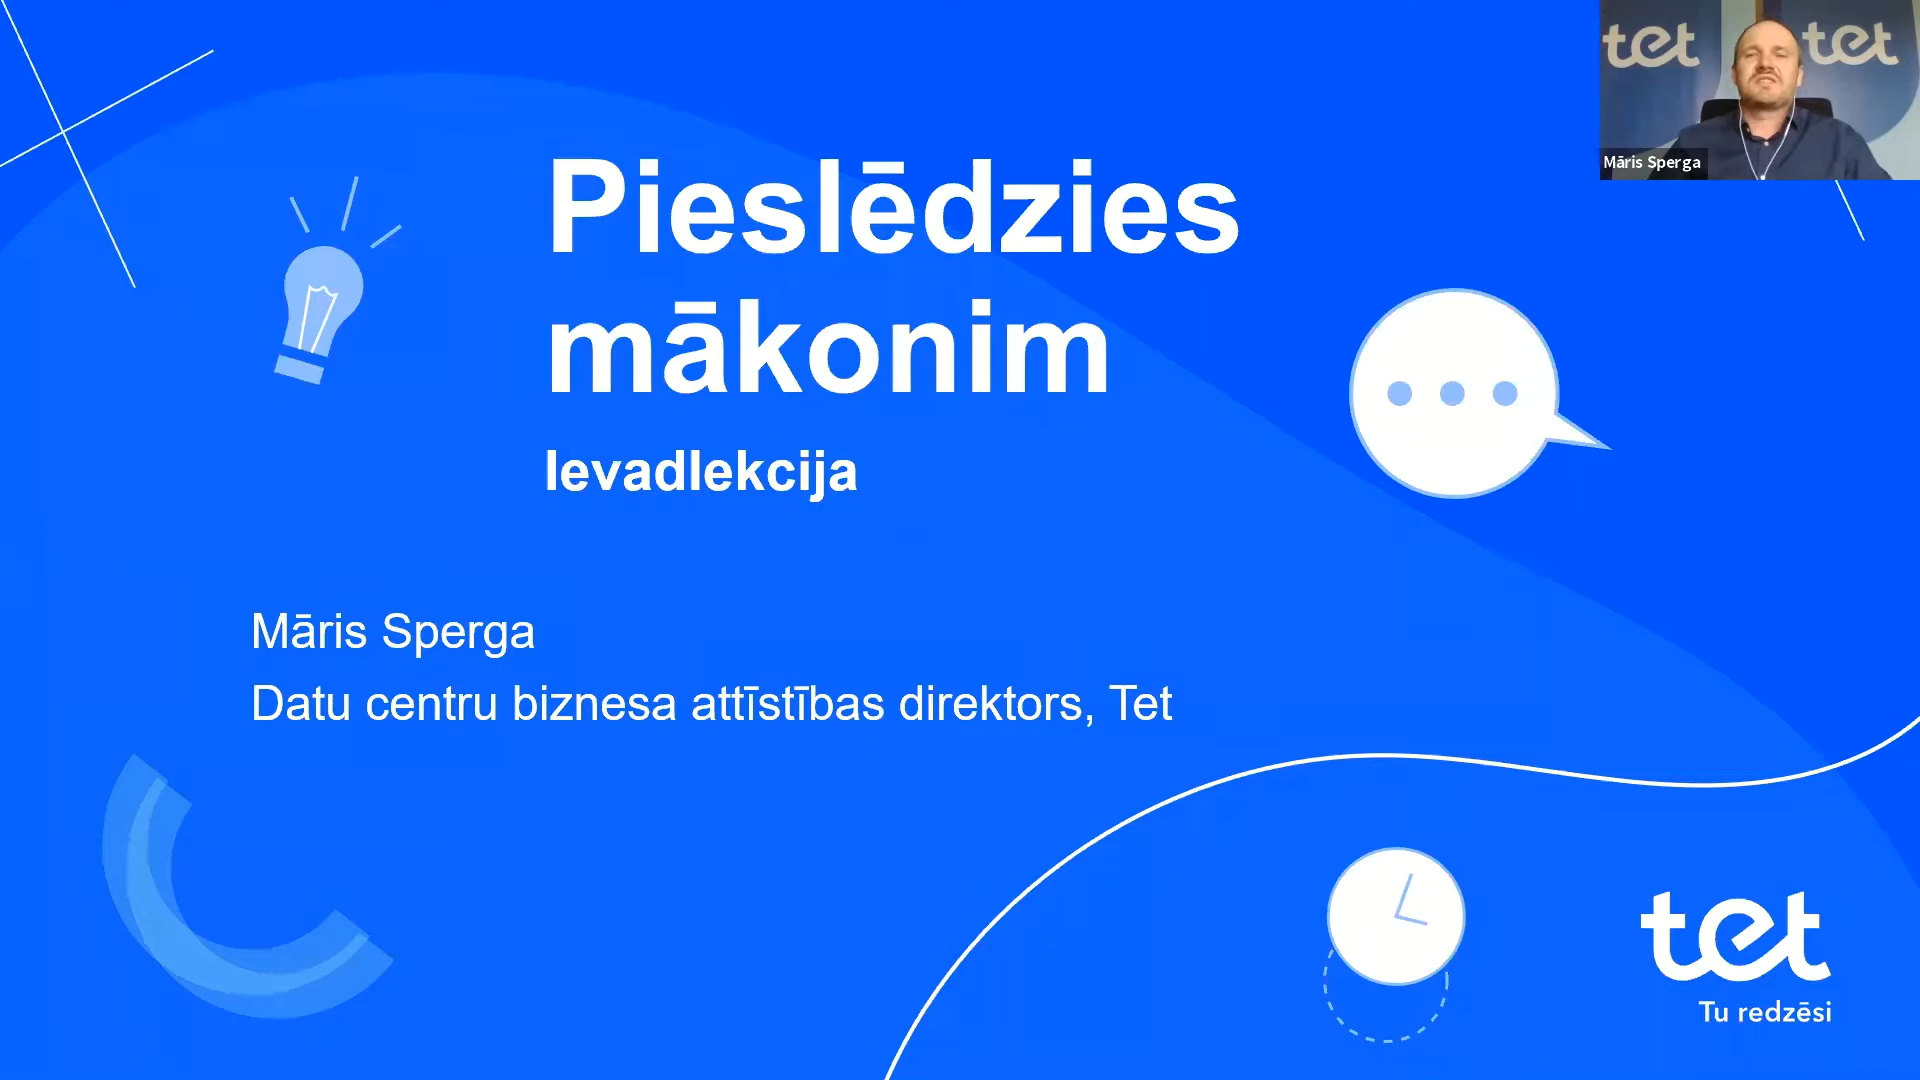 tet tet
Māris Sperga
Pieslēdzies
mākonim
Ievadlekcija
Māris Sperga
Datu centru biznesa attīstības direktors, Tet
tet
Tu redzēsi